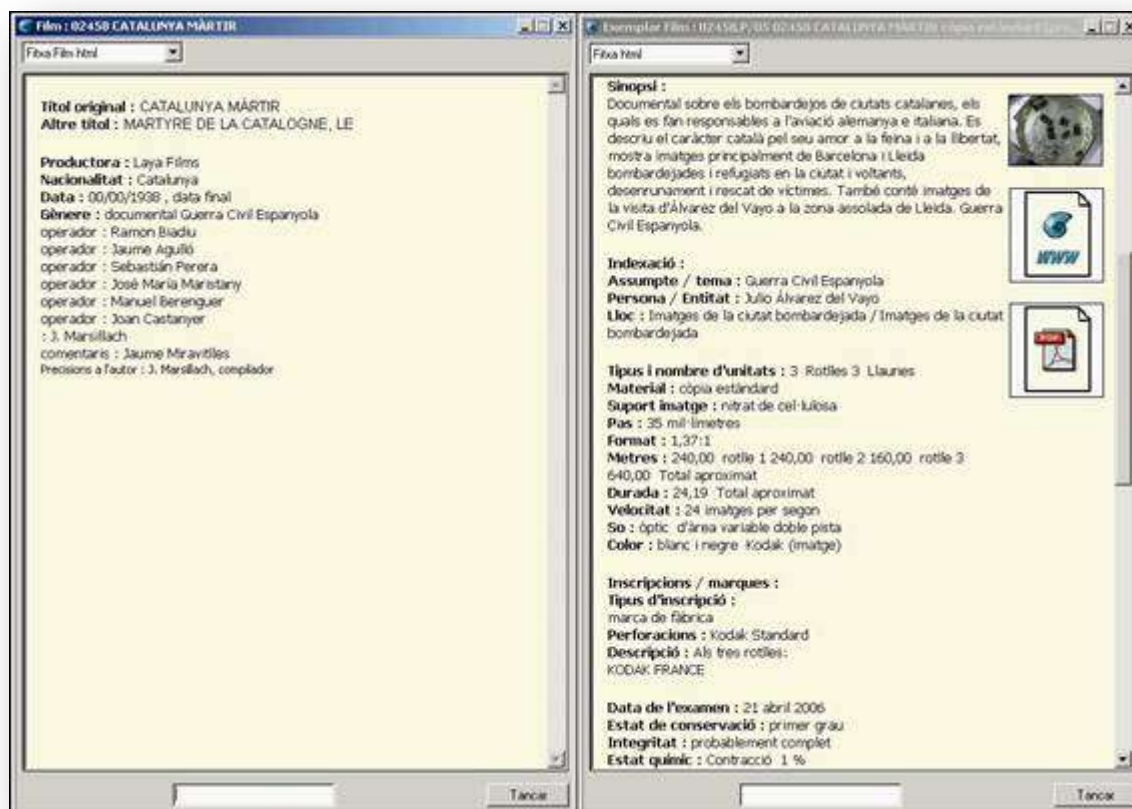 Film : 02458 CATALUNYA MÀRTIR
Fitxa Film html
Títol original : CATALUNYA MÀRTIR
Altre títol : MARTYRE DE LA CATALOGNE, LE
Productora : Laya Films
Nacionalitat : Catalunya
Data : 00/00/1938 , data final
Gènere : documental Guerra Civil Espanyola
operador : Ramon Biadiu
operador : Jaume Agulló
operador : Sebastián Perera
operador : José María Maristany
operador : Manuel Berenguer
operador : Joan Castanyer
: J. Marsillach
comentaris : Jaume Miravitlles
Precisions a l'autor : J. Marsillach, compilador
Tancar
Exemplar Film : 02458 CATALUNYA MÀRTIR
Fitxa html
Sinopsi :
Documental sobre els bombardejos de ciutats catalanes, els
quals es fan responsables a l'aviació alemanya e italiana. Es
descriu el caràcter català pel seu amor a la feina i a la llibertat,
mostra imatges principalment de Barcelona i Lleida
bombardejades i refugiats en la ciutat i voltants,
desenrunament i rescat de víctimes. També conté imatges de
la visita d'Álvarez del Vayo a la zona assolada de Lleida. Guerra
Civil Espanyola.
WWW
Indexació :
Assumpte / tema : Guerra Civil Espanyola
Persona / Entitat : Julio Álvarez del Vayo
Lloc : Imatges de la ciutat bombardejada / Imatges de la ciutat
bombardejada
Tipus i nombre d'unitats : 3 Rotlles 3 Llaunes
Material : còpia estàndard
Suport imatge : nitrat de cel·lulosa
Pas : 35 mil·límetres
Format : 1,37:1
Metres : 240,00 rotlle 1 240,00 rotlle 2 160,00 rotlle 3
640,00 Total aproximat
Durada : 24,19 Total aproximat
Velocitat : 24 imatges per segon
So : òptic d'àrea variable doble pista
Color : blanc i negre Kodak (imatge)
Inscripcions / marques :
Tipus d'inscripció :
marca de fàbrica
Perforacions : Kodak Standard
Descripció : Als tres rotlles:
KODAK FRANCE
Data de l'examen : 21 abril 2006
Estat de conservació : primer grau
Integritat : probablement complet
Estat químic : Contracció 1 %
Tancar